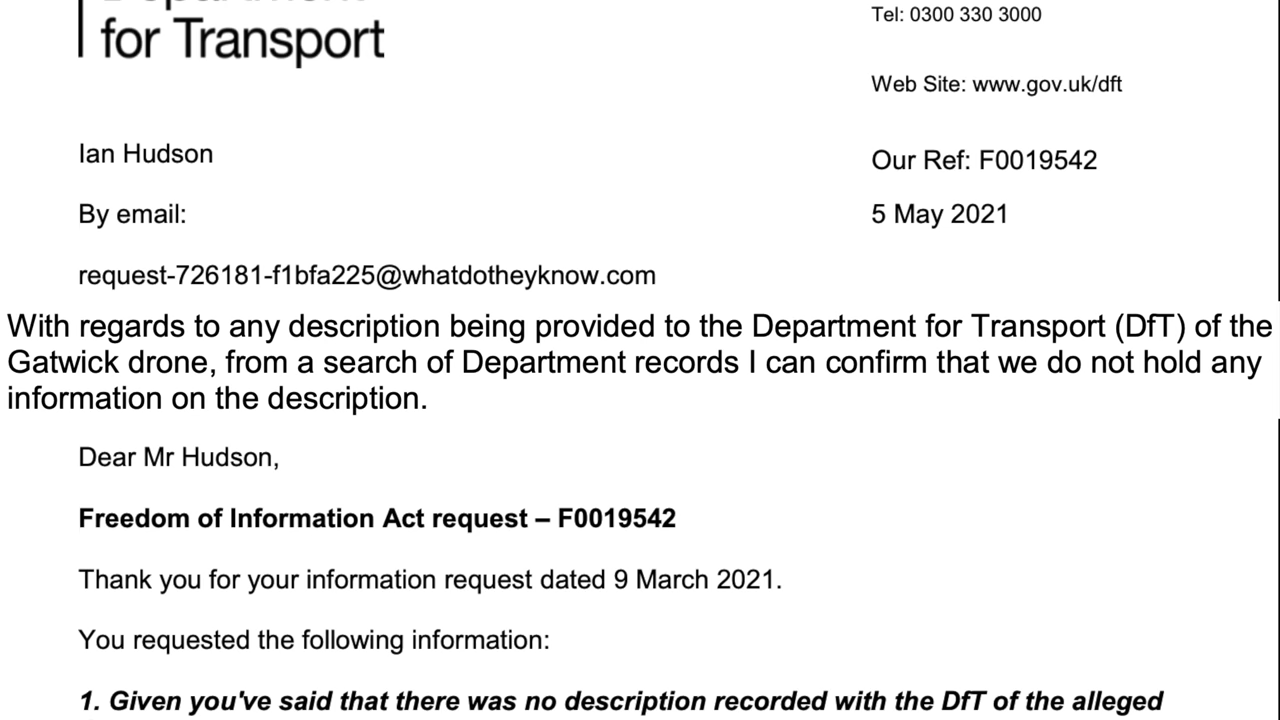 Department
for Transport
Tel: 0300 330 3000
Web Site: www.gov.uk/dft
Ian Hudson
Our Ref: F0019542
By email:
5 May 2021
request-726181-f1bfa225@whatdotheyknow.com
With regards to any description being provided to the Department for Transport (DfT) of the
Gatwick drone, from a search of Department records I can confirm that we do not hold any
information on the description.
Dear Mr Hudson,
Freedom of Information Act request – F0019542
Thank you for your information request dated 9 March 2021.
You requested the following information:
1. Given you've said that there was no description recorded with the DfT of the alleged